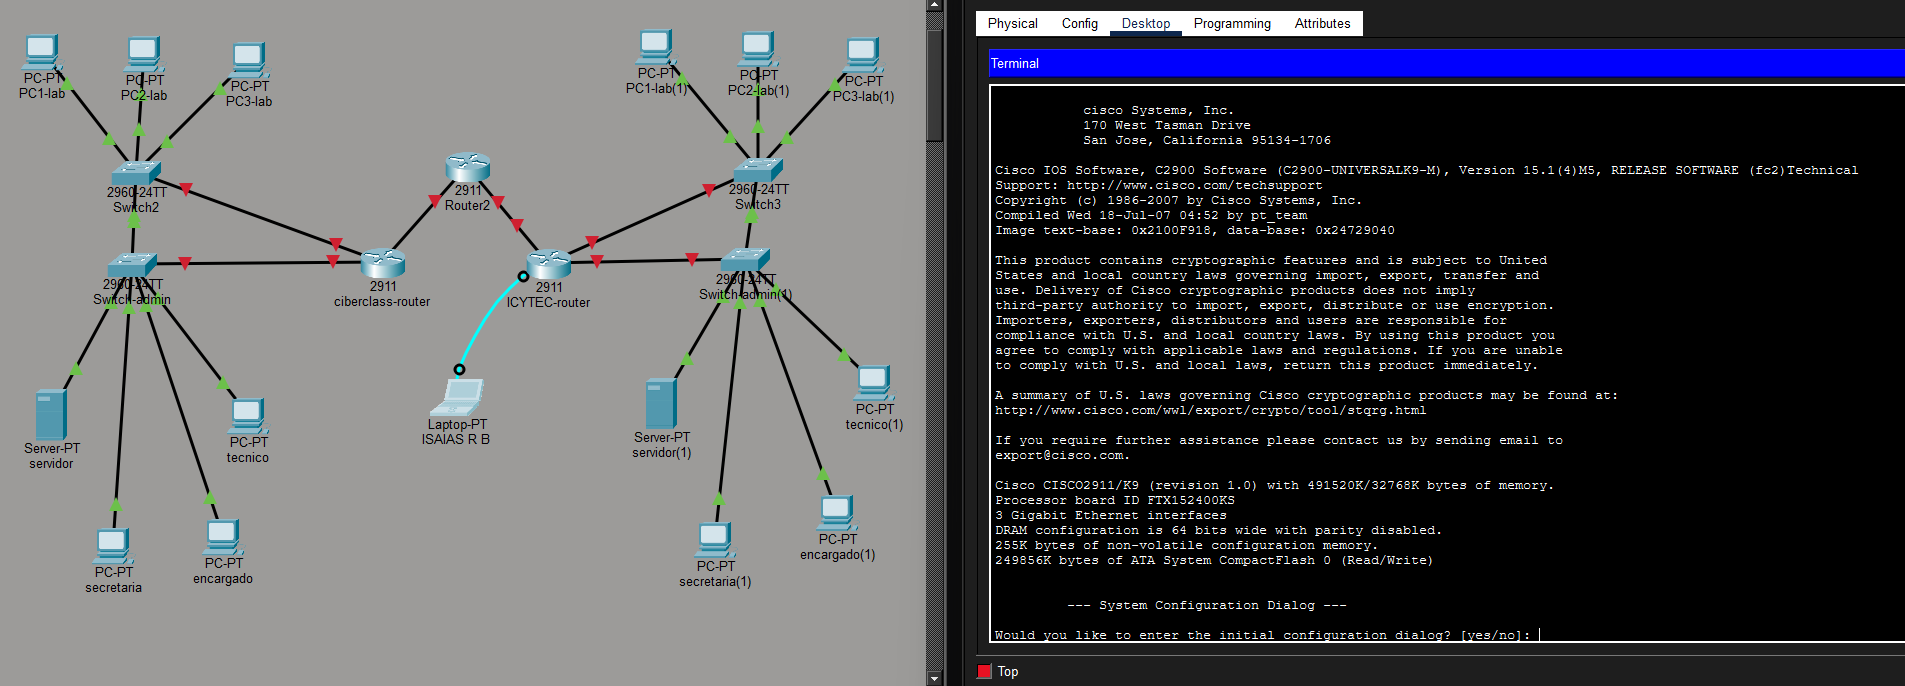 PC-PT
PC1-lab
PC-PT
PC2-lab
PC-PT
PC3-lab
2960-24TT
Switch2
2960-24TT
Switch-admin
2911
ciberclass-router
2911
Router2
2911
ICYTEC-router
Laptop-PT
ISAIAS R B
Server-PT
servidor
PC-PT
tecnico
PC-PT
secretaria
PC-PT
encargado
PC-PT
PC1-lab(1)
PC-PT
PC2-lab(1)
PC-PT
PC3-lab(1)
2960-24TT
Switch3
2960-24TT
Switch-admin(1)
Server-PT
servidor(1)
PC-PT
tecnico(1)
PC-PT
secretaria(1)
PC-PT
encargado(1)
Physical Config Desktop Programming Attributes
Terminal
cisco Systems, Inc.
170 West Tasman Drive
San Jose, California 95134-1706
Cisco IOS Software, C2900 Software (C2900-UNIVERSALK9-M), Version 15.1(4)M5, RELEASE SOFTWARE (fc2)Technical
Support: http://www.cisco.com/techsupport
Copyright (c) 1986-2007 by Cisco Systems, Inc.
Compiled Wed 18-Jul-07 04:52 by pt_team
Image text-base: 0x2100F918, data-base: 0x24729040
This product contains cryptographic features and is subject to United
States and local country laws governing import, export, transfer and
use. Delivery of Cisco cryptographic products does not imply
third-party authority to import, export, distribute or use encryption.
Importers, exporters, distributors and users are responsible for
compliance with U.S. and local country laws. By using this product you
agree to comply with applicable laws and regulations. If you are unable
to comply with U.S. and local laws, return this product immediately.
A summary of U.S. laws governing Cisco cryptographic products may be found at:
http://www.cisco.com/wwl/export/crypto/tool/stqrg.html
If you require further assistance please contact us by sending email to
export@cisco.com.
Cisco CISCO2911/K9 (revision 1.0) with 491520K/32768K bytes of memory.
Processor board ID FTX152400KS
3 Gigabit Ethernet interfaces
DRAM configuration is 64 bits wide with parity disabled.
255K bytes of non-volatile configuration memory.
249856K bytes of ATA System CompactFlash 0 (Read/Write)
--- System Configuration Dialog ---
Would you like to enter the initial configuration dialog? [yes/no]:
Top